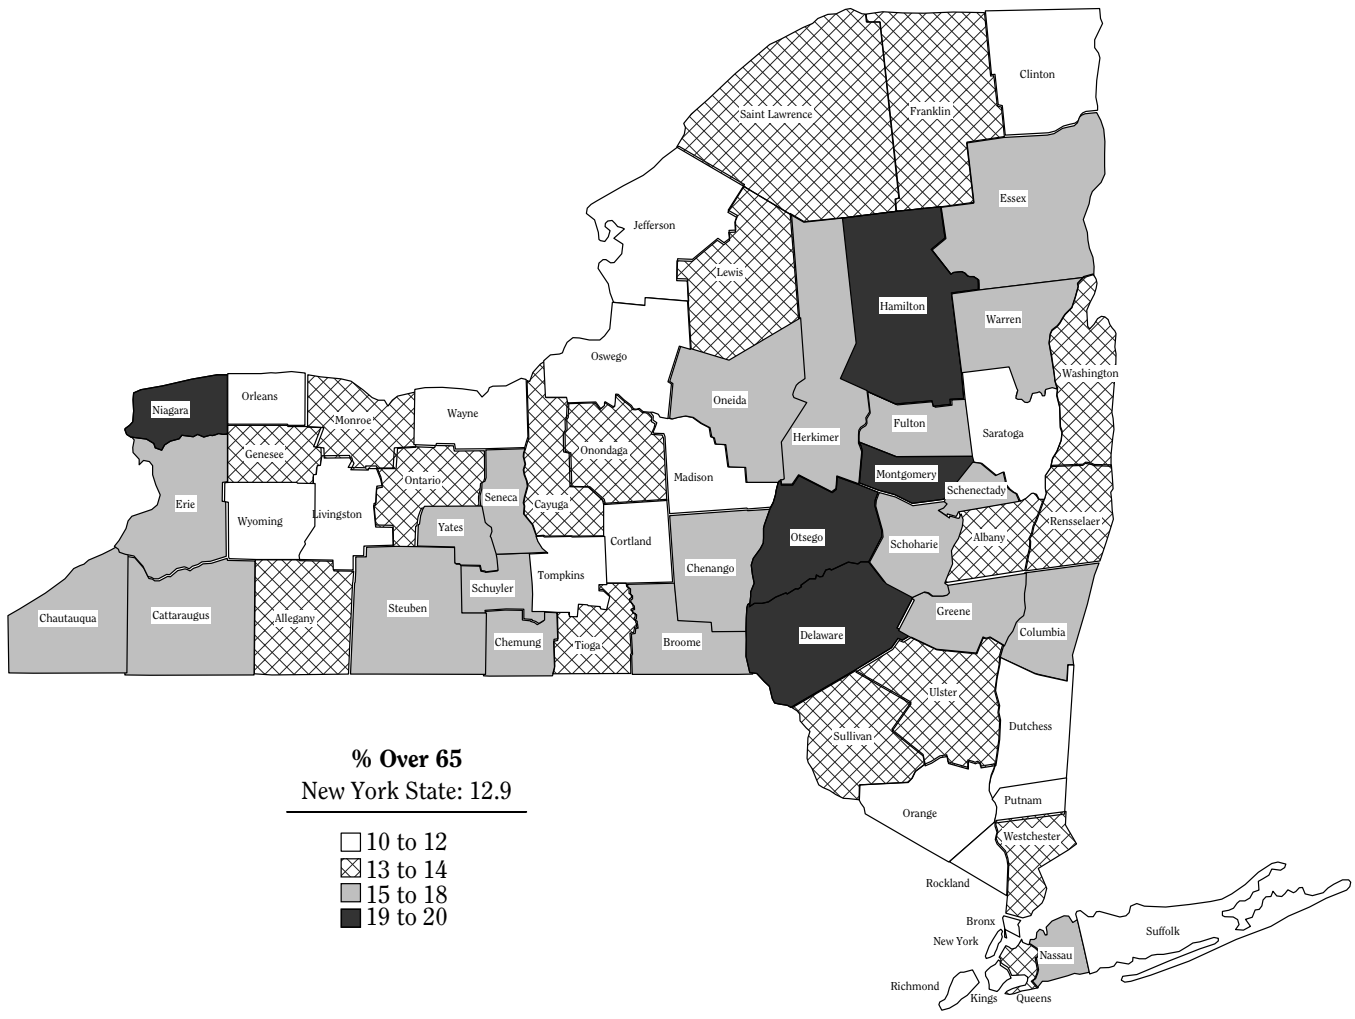 Clinton
Saint Lawrence
Franklin
Essex
Jefferson
Lewis
Hamilton
Warren
Oswego
Washington
Orleans
Oneida
Niagara
Wayne
Monroe
Fulton
Saratoga
Herkimer
Onondaga
Genesee
Montgomery
Madison
Ontario
Schenectady
Seneca
Erie
Cayuga
Livingston
Wyoming
Rensselaer
Yates
Otsego
Albany
Cortland
Schoharie
Chenango
Tompkins
Schuyler
Steuben
Greene
Cattaraugus
Chautauqua
Allegany
Columbia
Delaware
Chemung
Broome
Tioga
Ulster
Dutchess
Sullivan
% Over 65
New York State: 12.9
Putnam
Orange
10 to 12
Westchester
13 to 14
Rockland
15 to 18
19 to 20
Bronx
Suffolk
New York
Nassau
Richmond
Kings
Queens